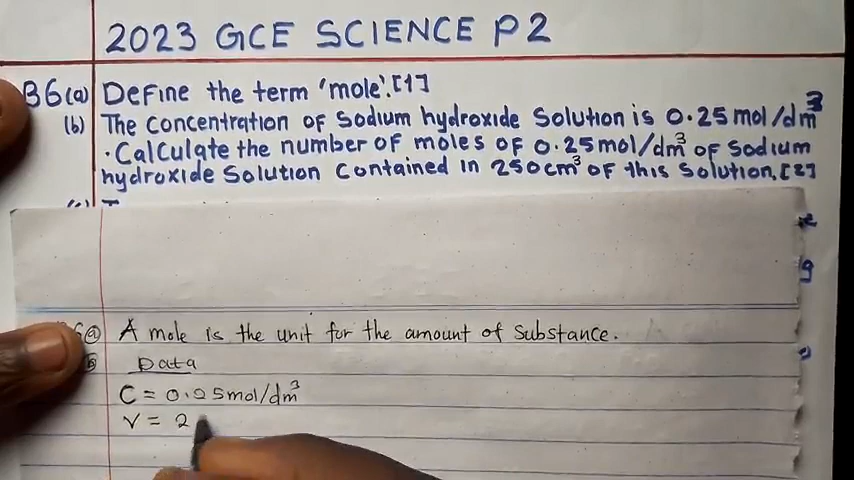 2023 GCE SCIENCE P2
B6(a) Define the term 'mole'.[1]
(b) The Concentration of Sodium hydroxide Solution is 0.25mol/dm³
. Calculate the number of moles of 0.25mol/dm³ of Sodium
hydroxide Solution Contained in 250cm³ of this Solution,[2]
(a) A mole is the unit for the amount of substance.
(b) Data
C = 0.25mol/dm³
V = 2